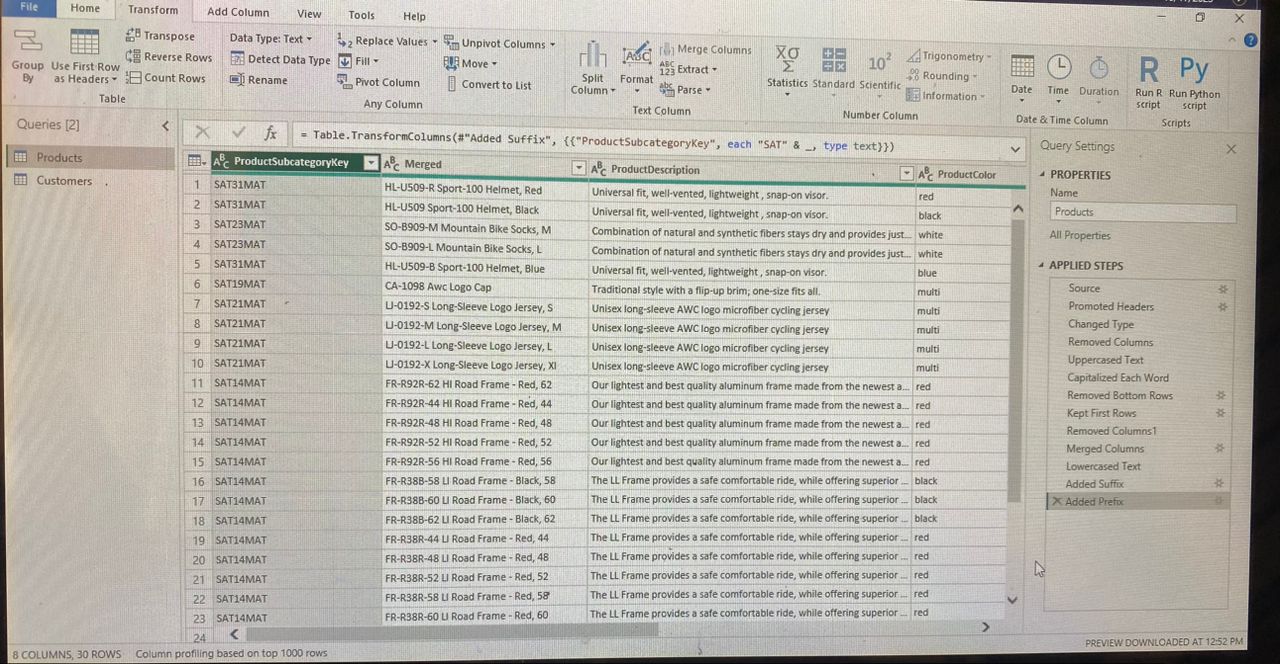 File Home Transform Add Column View Tools Help
Group By
Use First Row as Headers
Transpose
Reverse Rows
Count Rows
Table
Data Type: Text
Detect Data Type
Rename
1 2 Replace Values
Fill
Pivot Column
Unpivot Columns
Move
Convert to List
Any Column
Split Column
ABC Format
Merge Columns
ABC 123 Extract
abc Parse
Text Column
XΣσ Statistics
Standard
10² Scientific
Trigonometry
Rounding
Information
Number Column
Date
Time
Duration
Date & Time Column
R Run R script
Py Run Python script
Scripts
Queries [2]
Products
Customers
fx = Table.TransformColumns(#"Added Suffix", {{"ProductSubcategoryKey", each "SAT" & _, type text}})
ABC ProductSubcategoryKey ABC Merged ABC ProductDescription ABC ProductColor
1 SAT31MAT HL-U509-R Sport-100 Helmet, Red Universal fit, well-vented, lightweight , snap-on visor. red
2 SAT31MAT HL-U509 Sport-100 Helmet, Black Universal fit, well-vented, lightweight , snap-on visor. black
3 SAT23MAT SO-B909-M Mountain Bike Socks, M Combination of natural and synthetic fibers stays dry and provides just... white
4 SAT23MAT SO-B909-L Mountain Bike Socks, L Combination of natural and synthetic fibers stays dry and provides just... white
5 SAT31MAT HL-U509-B Sport-100 Helmet, Blue Universal fit, well-vented, lightweight , snap-on visor. blue
6 SAT19MAT CA-1098 Awc Logo Cap Traditional style with a flip-up brim; one-size fits all. multi
7 SAT21MAT LJ-0192-S Long-Sleeve Logo Jersey, S Unisex long-sleeve AWC logo microfiber cycling jersey multi
8 SAT21MAT LJ-0192-M Long-Sleeve Logo Jersey, M Unisex long-sleeve AWC logo microfiber cycling jersey multi
9 SAT21MAT LJ-0192-L Long-Sleeve Logo Jersey, L Unisex long-sleeve AWC logo microfiber cycling jersey multi
10 SAT21MAT LJ-0192-X Long-Sleeve Logo Jersey, Xl Unisex long-sleeve AWC logo microfiber cycling jersey multi
11 SAT14MAT FR-R92R-62 Hl Road Frame - Red, 62 Our lightest and best quality aluminum frame made from the newest a... red
12 SAT14MAT FR-R92R-44 Hl Road Frame - Red, 44 Our lightest and best quality aluminum frame made from the newest a... red
13 SAT14MAT FR-R92R-48 Hl Road Frame - Red, 48 Our lightest and best quality aluminum frame made from the newest a... red
14 SAT14MAT FR-R92R-52 Hl Road Frame - Red, 52 Our lightest and best quality aluminum frame made from the newest a... red
15 SAT14MAT FR-R92R-56 Hl Road Frame - Red, 56 Our lightest and best quality aluminum frame made from the newest a... red
16 SAT14MAT FR-R38B-58 Ll Road Frame - Black, 58 The LL Frame provides a safe comfortable ride, while offering superior ... black
17 SAT14MAT FR-R38B-60 Ll Road Frame - Black, 60 The LL Frame provides a safe comfortable ride, while offering superior ... black
18 SAT14MAT FR-R38B-62 Ll Road Frame - Black, 62 The LL Frame provides a safe comfortable ride, while offering superior ... black
19 SAT14MAT FR-R38R-44 Ll Road Frame - Red, 44 The LL Frame provides a safe comfortable ride, while offering superior ... red
20 SAT14MAT FR-R38R-48 Ll Road Frame - Red, 48 The LL Frame provides a safe comfortable ride, while offering superior ... red
21 SAT14MAT FR-R38R-52 Ll Road Frame - Red, 52 The LL Frame provides a safe comfortable ride, while offering superior ... red
22 SAT14MAT FR-R38R-58 Ll Road Frame - Red, 58 The LL Frame provides a safe comfortable ride, while offering superior ... red
23 SAT14MAT FR-R38R-60 Ll Road Frame - Red, 60 The LL Frame provides a safe comfortable ride, while offering superior ... red
24
Query Settings
PROPERTIES
Name
Products
All Properties
APPLIED STEPS
Source
Promoted Headers
Changed Type
Removed Columns
Uppercased Text
Capitalized Each Word
Removed Bottom Rows
Kept First Rows
Removed Columns1
Merged Columns
Lowercased Text
Added Suffix
Added Prefix
8 COLUMNS, 30 ROWS Column profiling based on top 1000 rows
PREVIEW DOWNLOADED AT 12:52 PM